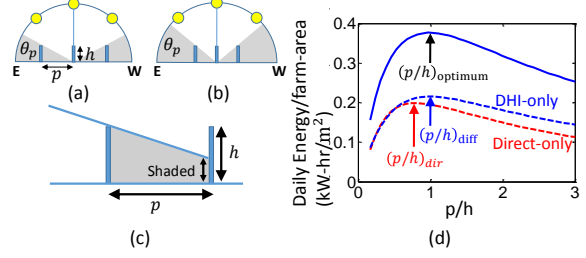 θp
h
E
p
W
(a)
θp
E
W
(b)
h
Shaded
p
(c)
Daily Energy/farm-area
(kW-hr/m²)
0.4
0.3
0.2
0.1
0
0
1
2
3
p/h
(p/h)optimum
DHI-only
(p/h)diff
Direct-only
(p/h)dir
(d)